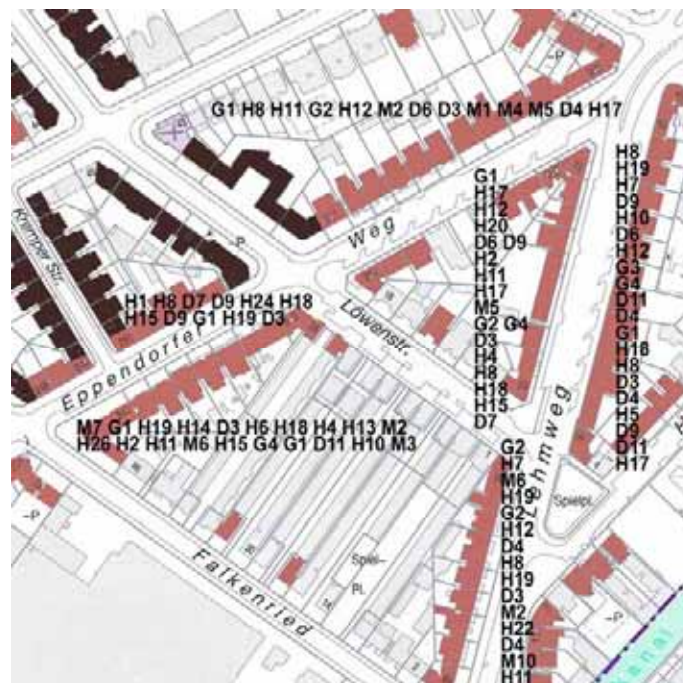 G1 H8 H11 G2 H12 M2 D6 D3 M1 M4 M5 D4 H17
H8
H19
H7
D9
H10
D6
H12
G3
G4
D11
D4
G1
H16
H8
D3
D4
H5
D9
D11
H17
G1
H17
H12
H20
D6 D9
H2
H11
H17
M5
G2 G4
D3
H4
H8
H18
H15
D7
Kremper Str.
Weg
Löwenstr.
H1 H8 D7 D9 H24 H18
H15 D9 G1 H19 D3
Eppendorfer
M7 G1 H19 H14 D3 H6 H18 H4 H13 M2
H26 H2 H11 M6 H15 G4 G1 D11 H10 M3
Lehmweg
G2
H7
M6
H19
G2
H12
D4
H8
H19
D3
M2
H22
D4
M10
H11
Spielpl.
Falkenried
Spiel–
Pl.
–P
–P
–P
–P
Kanal